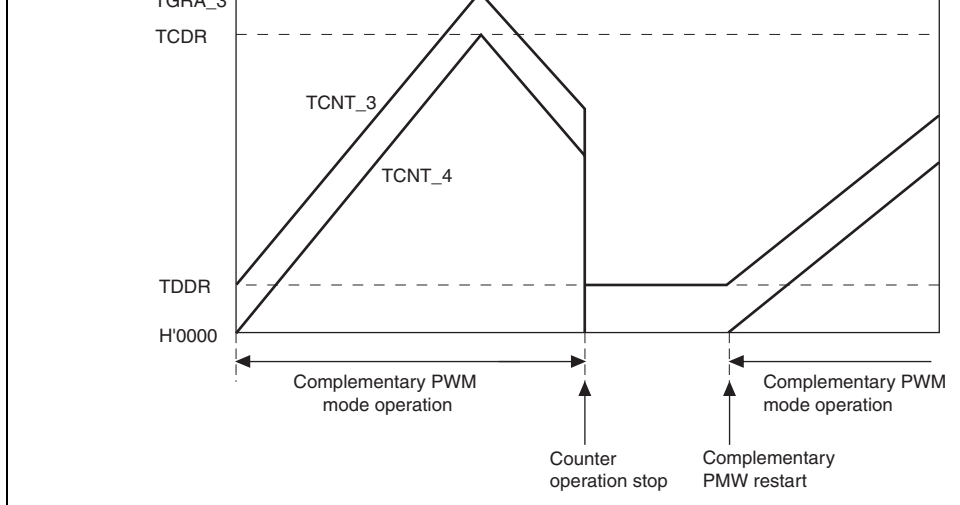 TGRA_3
TCDR
TCNT_3
TCNT_4
TDDR
H'0000
Complementary PWM
mode operation
Complementary PWM
mode operation
Counter
operation stop
Complementary
PMW restart